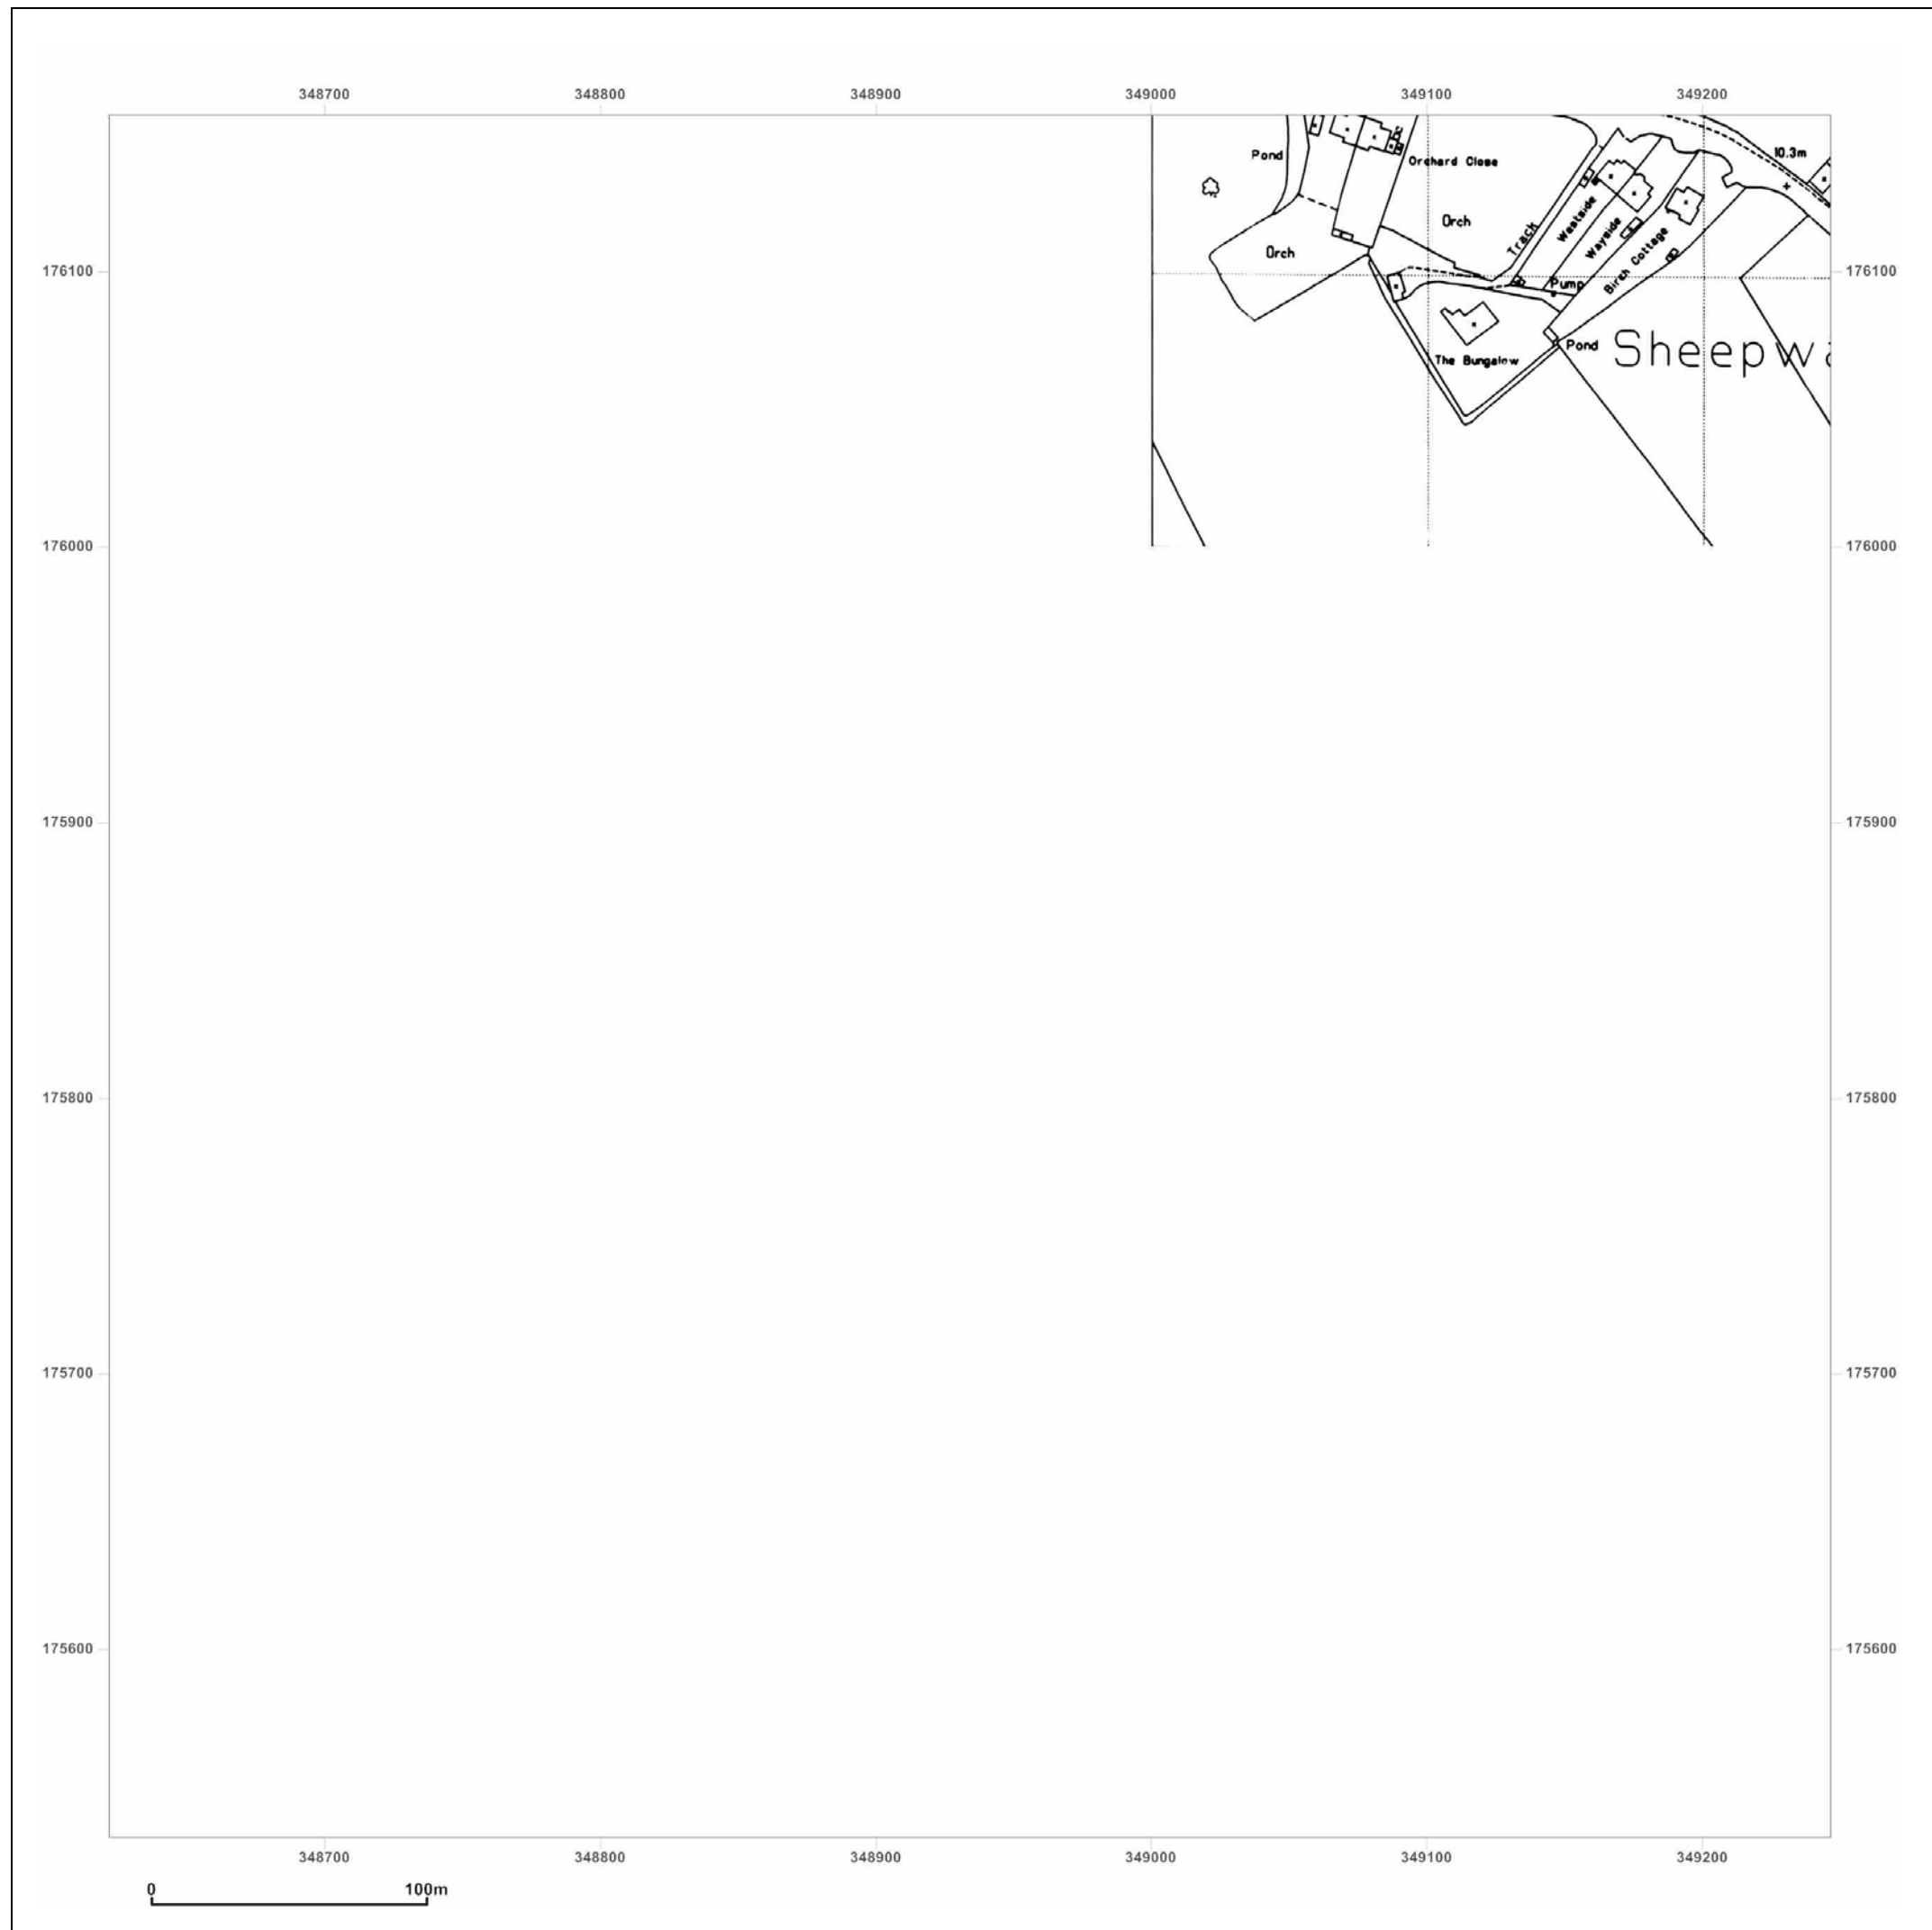 348700 348800 348900 349000 349100 349200
10.3m
Pond
Orchard Close
Orch
Track
Westside
Wayside
Birch Cottage
Orch
176100 176100
Pump
Pond
Sheepwa
The Bungalow
176000 176000
175900 175900
175800 175800
175700 175700
175600 175600
348700 348800 348900 349000 349100 349200
0 100m